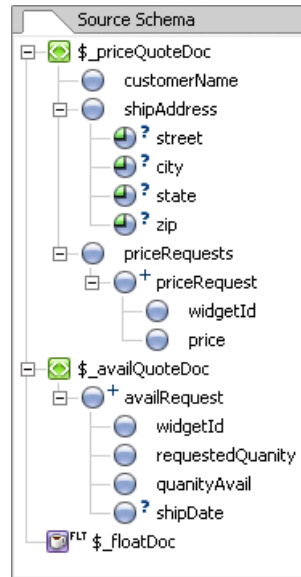 Source Schema
$_priceQuoteDoc
customerName
shipAddress
? street
? city
? state
? zip
priceRequests
+ priceRequest
widgetId
price
$_availQuoteDoc
+ availRequest
widgetId
requestedQuanity
quanityAvail
? shipDate
FLT $_floatDoc